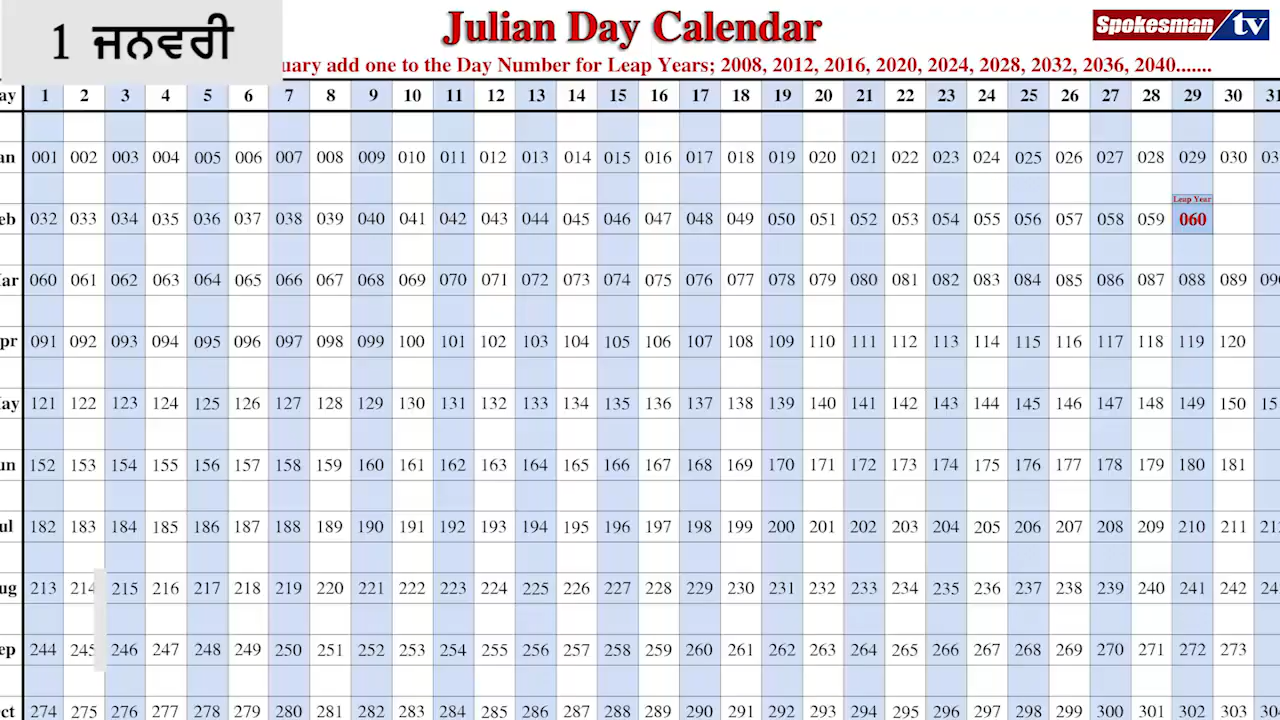 1 ਜਨਵਰੀ
Julian Day Calendar
Spokesman tv
uary add one to the Day Number for Leap Years; 2008, 2012, 2016, 2020, 2024, 2028, 2032, 2036, 2040.......
ay 1 2 3 4 5 6 7 8 9 10 11 12 13 14 15 16 17 18 19 20 21 22 23 24 25 26 27 28 29 30 31
an 001 002 003 004 005 006 007 008 009 010 011 012 013 014 015 016 017 018 019 020 021 022 023 024 025 026 027 028 029 030 03
Leap Year
eb 032 033 034 035 036 037 038 039 040 041 042 043 044 045 046 047 048 049 050 051 052 053 054 055 056 057 058 059 060
ar 060 061 062 063 064 065 066 067 068 069 070 071 072 073 074 075 076 077 078 079 080 081 082 083 084 085 086 087 088 089 090
pr 091 092 093 094 095 096 097 098 099 100 101 102 103 104 105 106 107 108 109 110 111 112 113 114 115 116 117 118 119 120
ay 121 122 123 124 125 126 127 128 129 130 131 132 133 134 135 136 137 138 139 140 141 142 143 144 145 146 147 148 149 150 15
un 152 153 154 155 156 157 158 159 160 161 162 163 164 165 166 167 168 169 170 171 172 173 174 175 176 177 178 179 180 181
ul 182 183 184 185 186 187 188 189 190 191 192 193 194 195 196 197 198 199 200 201 202 203 204 205 206 207 208 209 210 211 212
ug 213 214 215 216 217 218 219 220 221 222 223 224 225 226 227 228 229 230 231 232 233 234 235 236 237 238 239 240 241 242 24
ep 244 245 246 247 248 249 250 251 252 253 254 255 256 257 258 259 260 261 262 263 264 265 266 267 268 269 270 271 272 273
ct 274 275 276 277 278 279 280 281 282 283 284 285 286 287 288 289 290 291 292 293 294 295 296 297 298 299 300 301 302 303 304